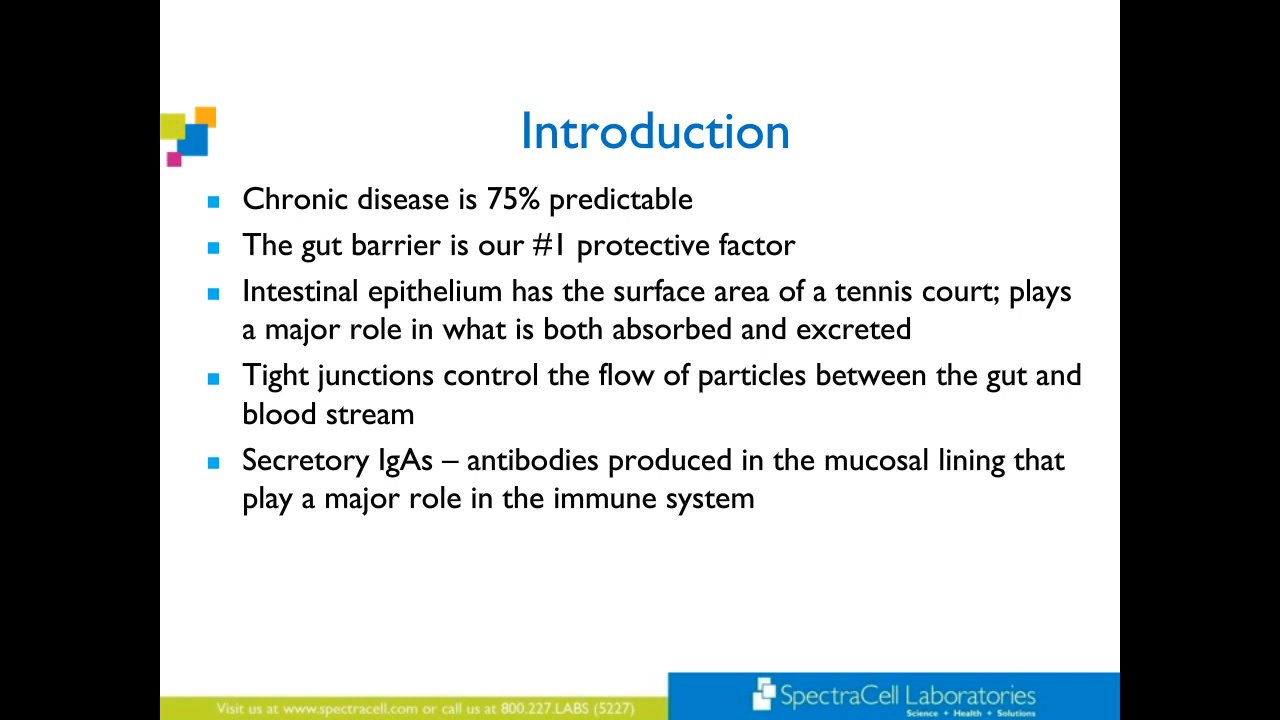 Introduction
Chronic disease is 75% predictable
The gut barrier is our #1 protective factor
Intestinal epithelium has the surface area of a tennis court; plays
a major role in what is both absorbed and excreted
Tight junctions control the flow of particles between the gut and
blood stream
Secretory IgAs – antibodies produced in the mucosal lining that
play a major role in the immune system
Visit us at www.spectracell.com or call us at 800.227.LABS (5227)
SpectraCell Laboratories
Science + Health + Solutions